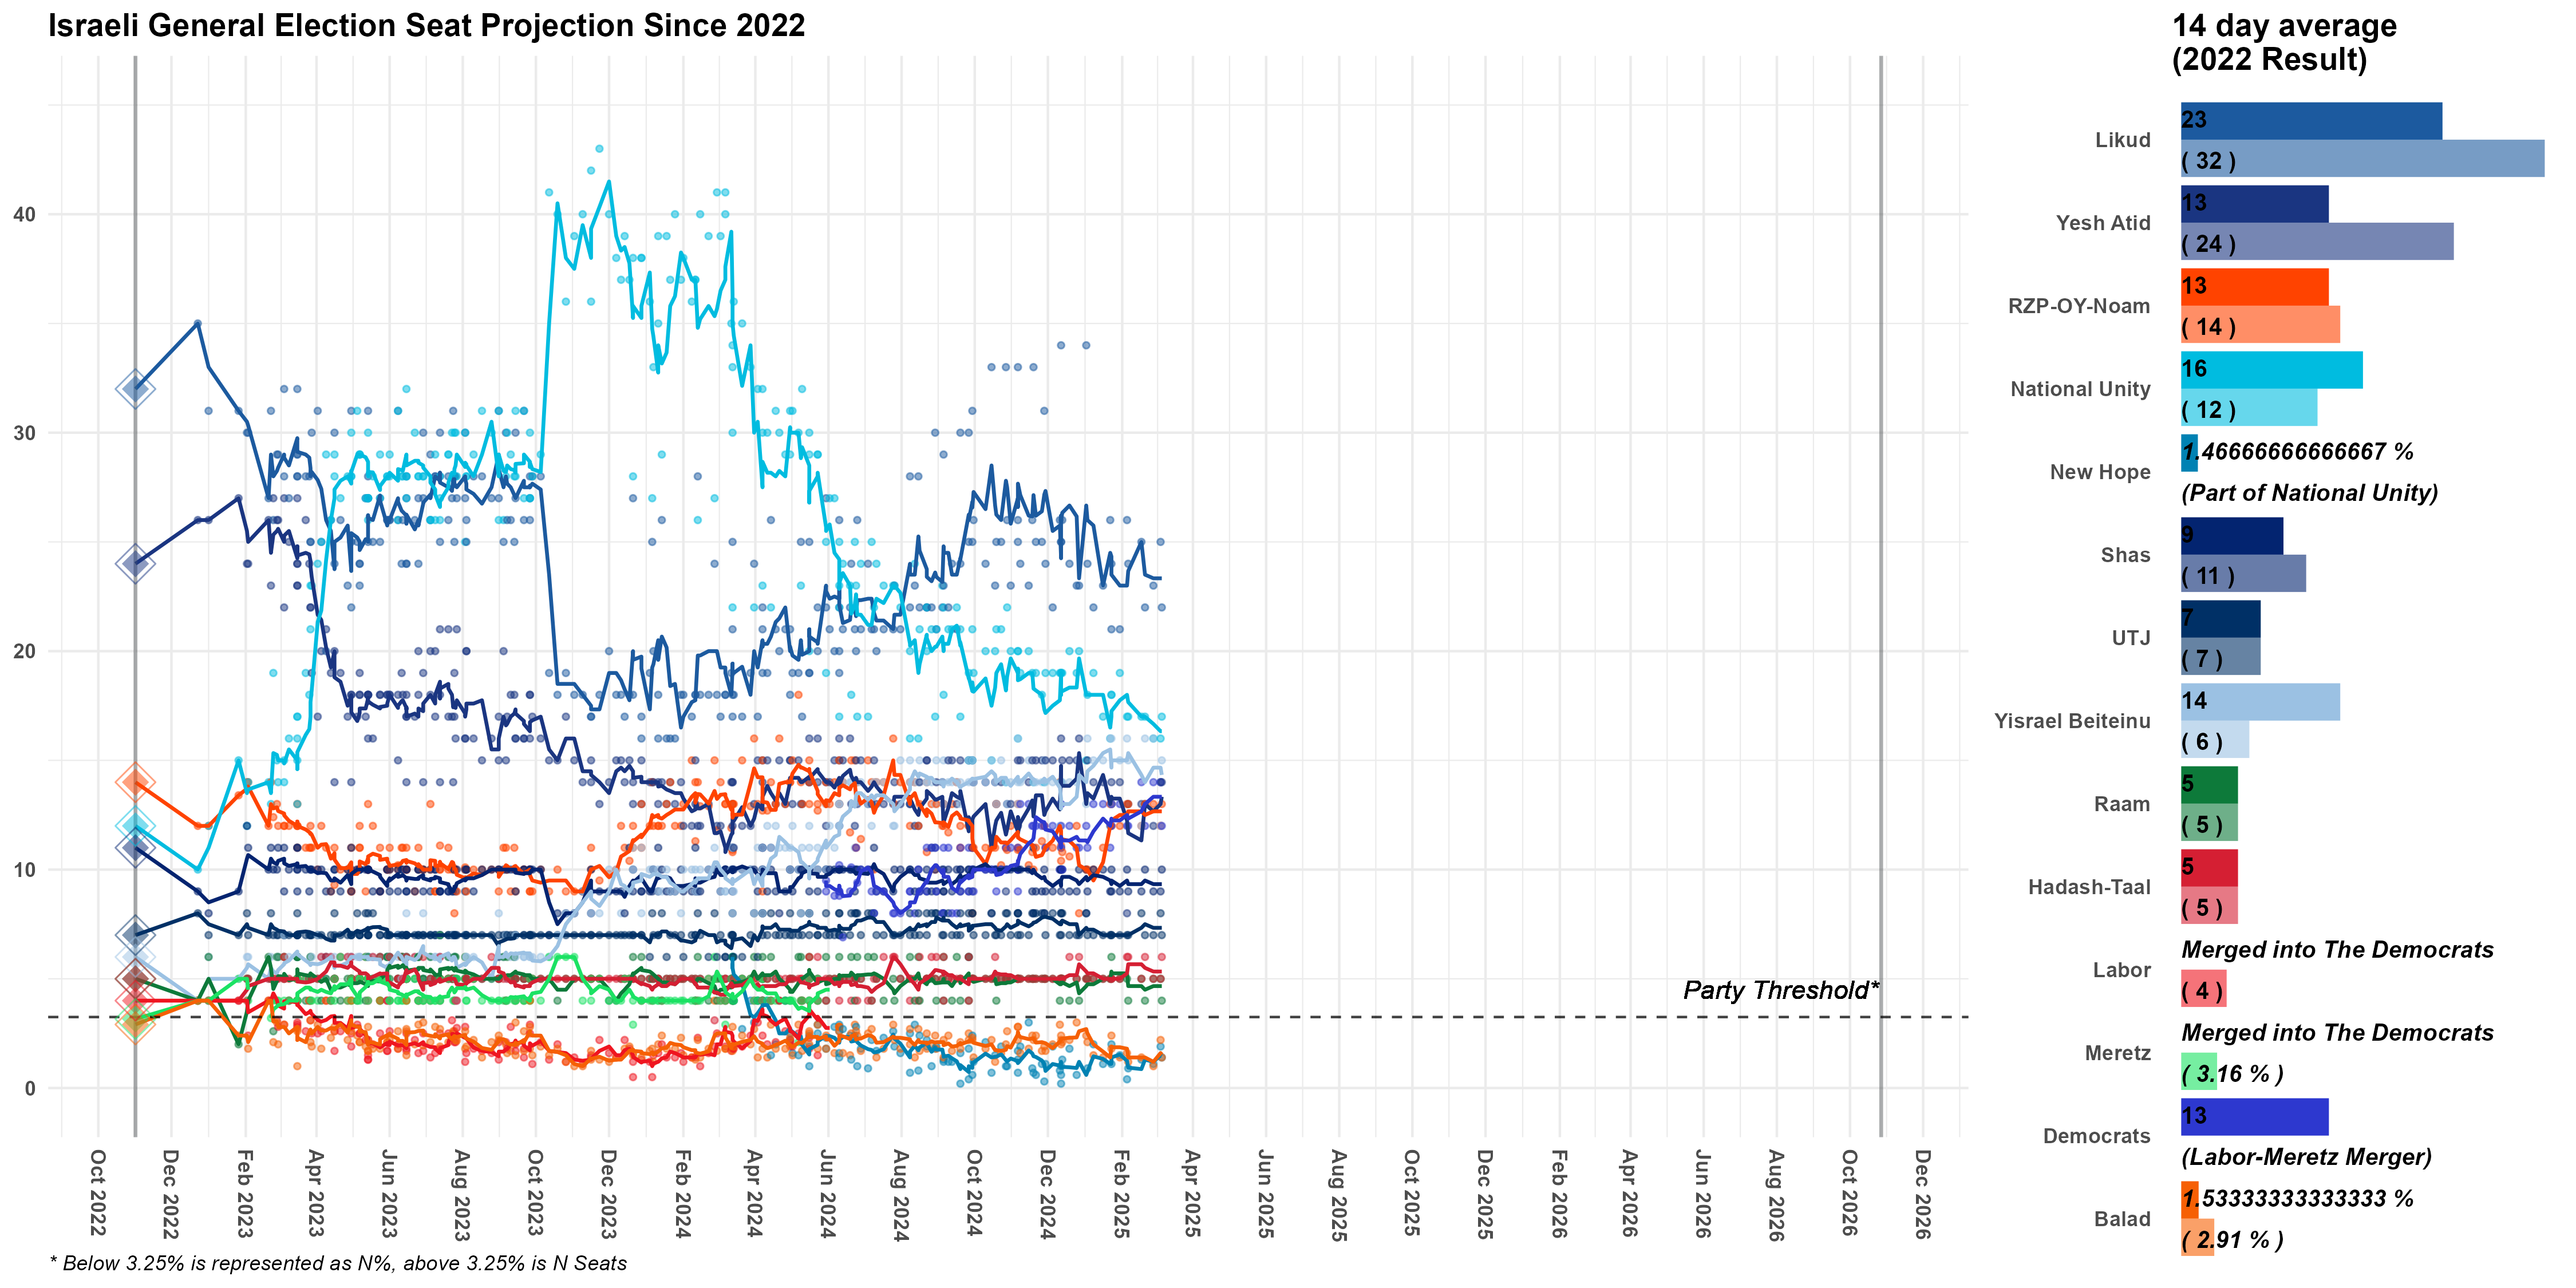 Israeli General Election Seat Projection Since 2022
14 day average
(2022 Result)
40
30
20
10
0
Party Threshold*
Oct 2022
Dec 2022
Feb 2023
Apr 2023
Jun 2023
Aug 2023
Oct 2023
Dec 2023
Feb 2024
Apr 2024
Jun 2024
Aug 2024
Oct 2024
Dec 2024
Feb 2025
Apr 2025
Jun 2025
Aug 2025
Oct 2025
Dec 2025
Feb 2026
Apr 2026
Jun 2026
Aug 2026
Oct 2026
Dec 2026
* Below 3.25% is represented as N%, above 3.25% is N Seats
Likud
23
( 32 )
Yesh Atid
13
( 24 )
RZP-OY-Noam
13
( 14 )
National Unity
16
( 12 )
New Hope
1.46666666666667 %
(Part of National Unity)
Shas
9
( 11 )
UTJ
7
( 7 )
Yisrael Beiteinu
14
( 6 )
Raam
5
( 5 )
Hadash-Taal
5
( 5 )
Labor
Merged into The Democrats
( 4 )
Meretz
Merged into The Democrats
( 3.16 % )
Democrats
13
(Labor-Meretz Merger)
Balad
1.53333333333333 %
( 2.91 % )